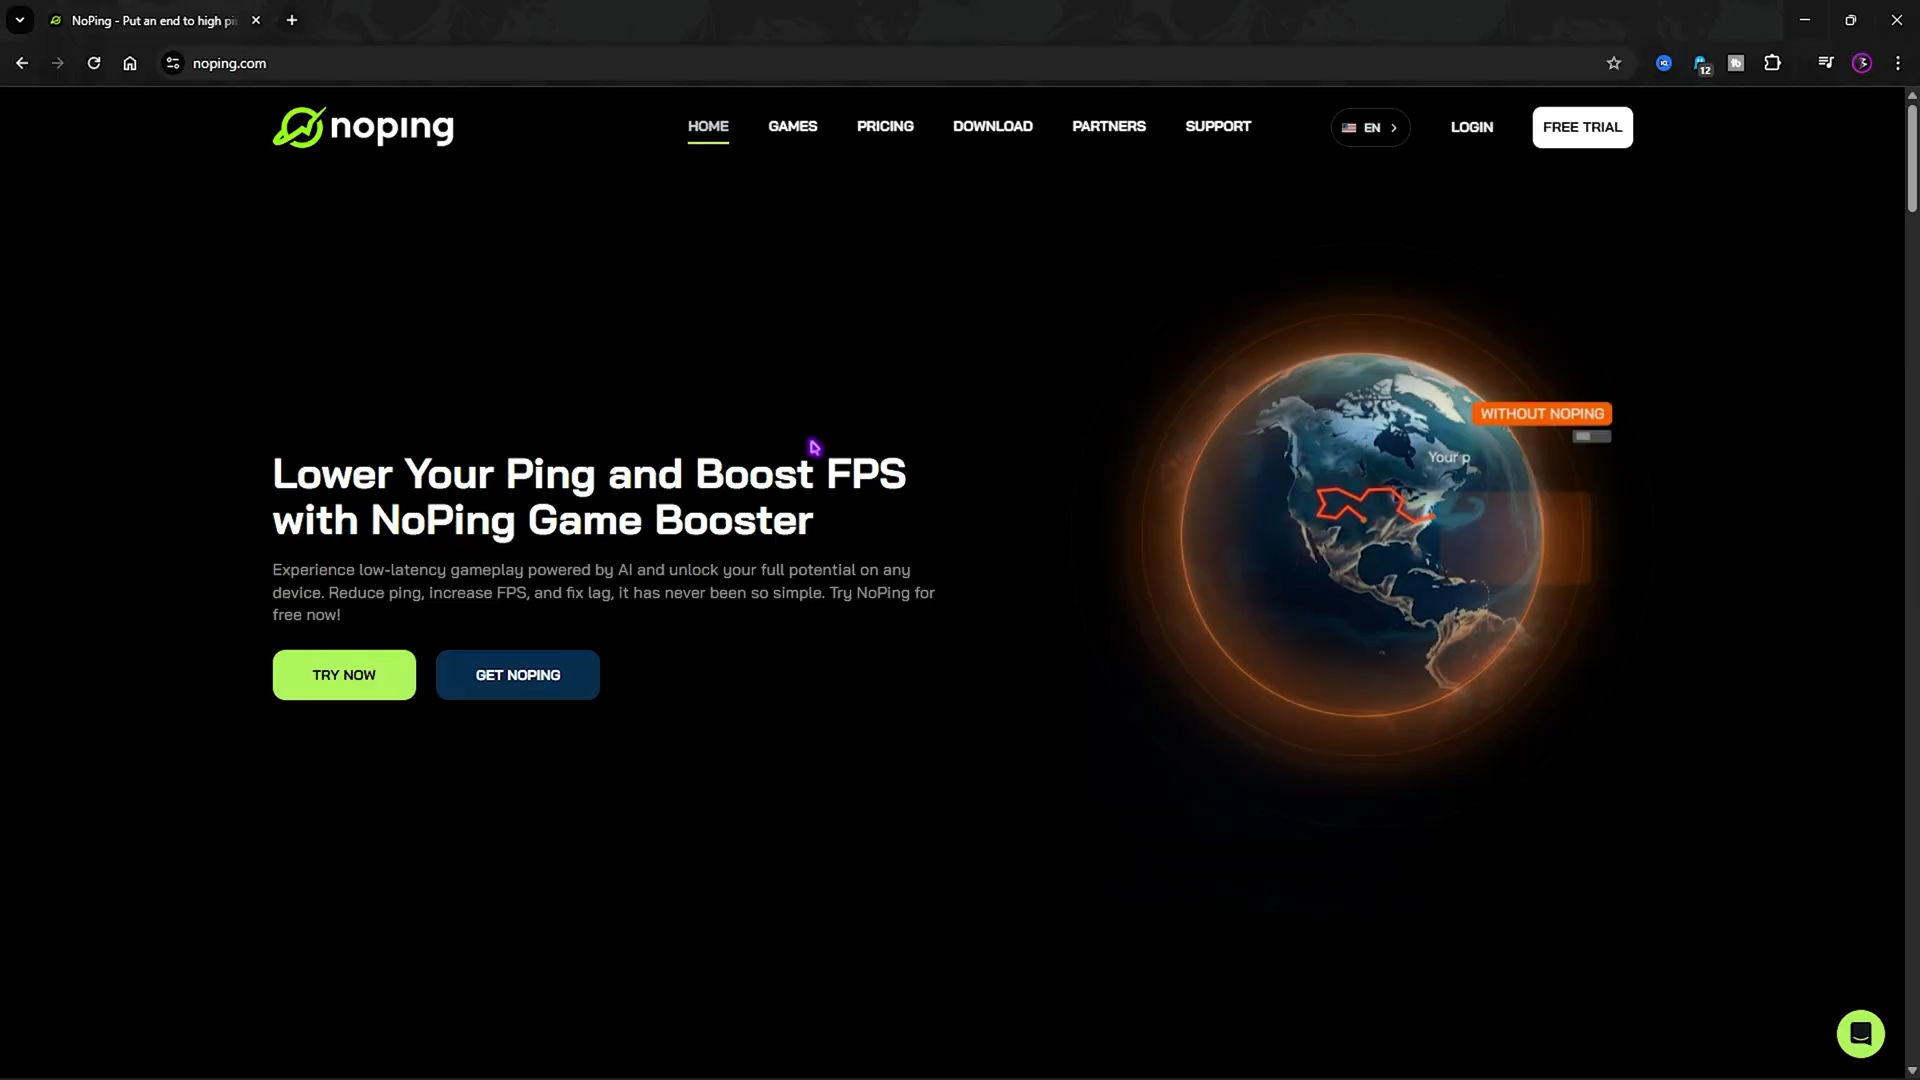 NoPing - Put an end to high pi
noping.com
12
noping
HOME
GAMES
PRICING
DOWNLOAD
PARTNERS
SUPPORT
EN
LOGIN
FREE TRIAL
WITHOUT NOPING
Your p
Lower Your Ping and Boost FPS
with NoPing Game Booster
Experience low-latency gameplay powered by AI and unlock your full potential on any
device. Reduce ping, increase FPS, and fix lag, it has never been so simple. Try NoPing for
free now!
TRY NOW
GET NOPING